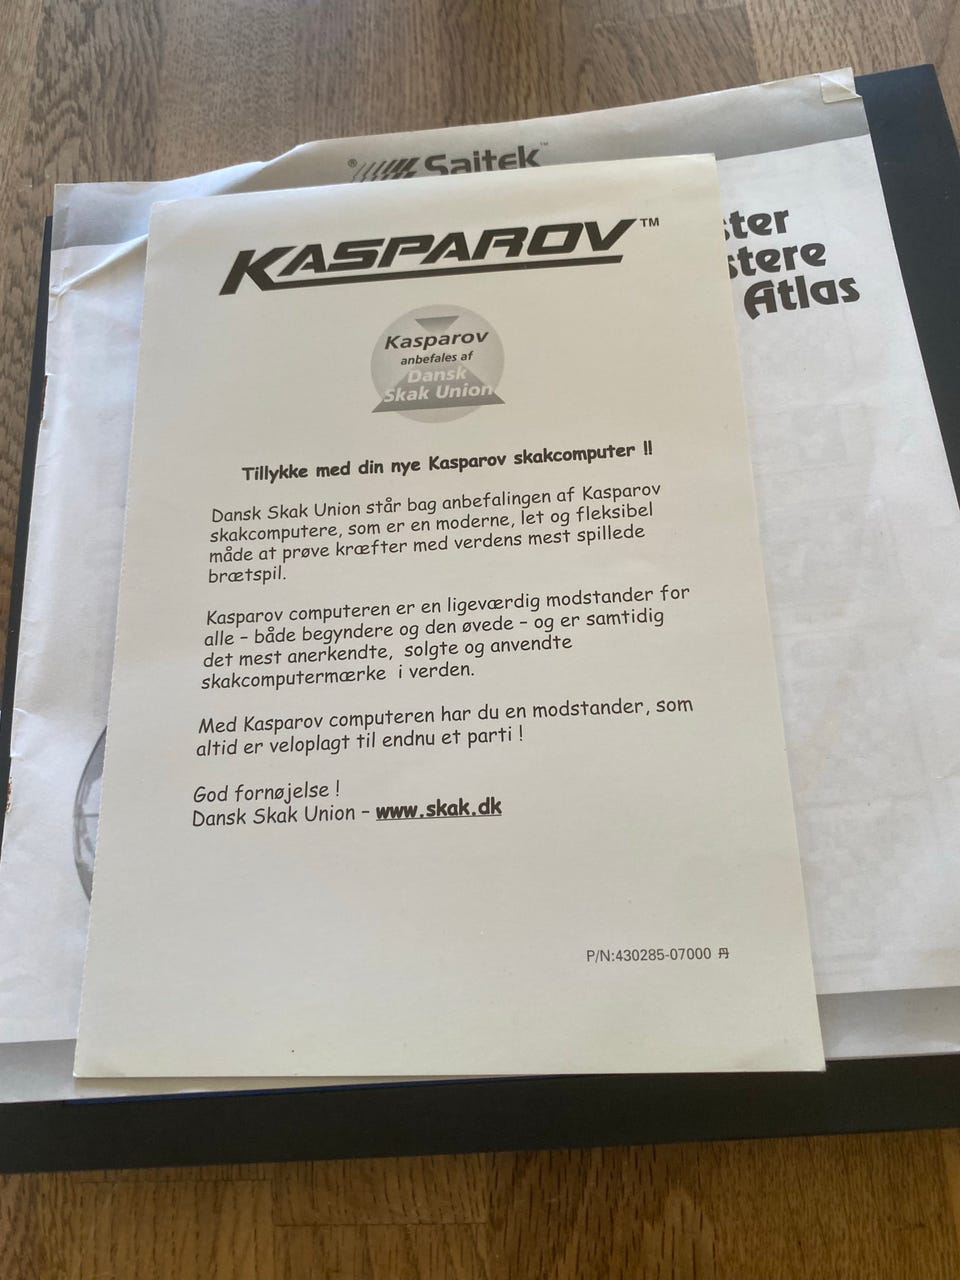 ® Saitek™
KASPAROV™
ster
stere
Atlas
Kasparov
anbefales af
Dansk
Skak Union
Tillykke med din nye Kasparov skakcomputer !!
Dansk Skak Union står bag anbefalingen af Kasparov
skakcomputere, som er en moderne, let og fleksibel
måde at prøve kræfter med verdens mest spillede
brætspil.
Kasparov computeren er en ligeværdig modstander for
alle – både begyndere og den øvede – og er samtidig
det mest anerkendte, solgte og anvendte
skakcomputermærke i verden.
Med Kasparov computeren har du en modstander, som
altid er veloplagt til endnu et parti !
God fornøjelse !
Dansk Skak Union – www.skak.dk
P/N:430285-07000 丹